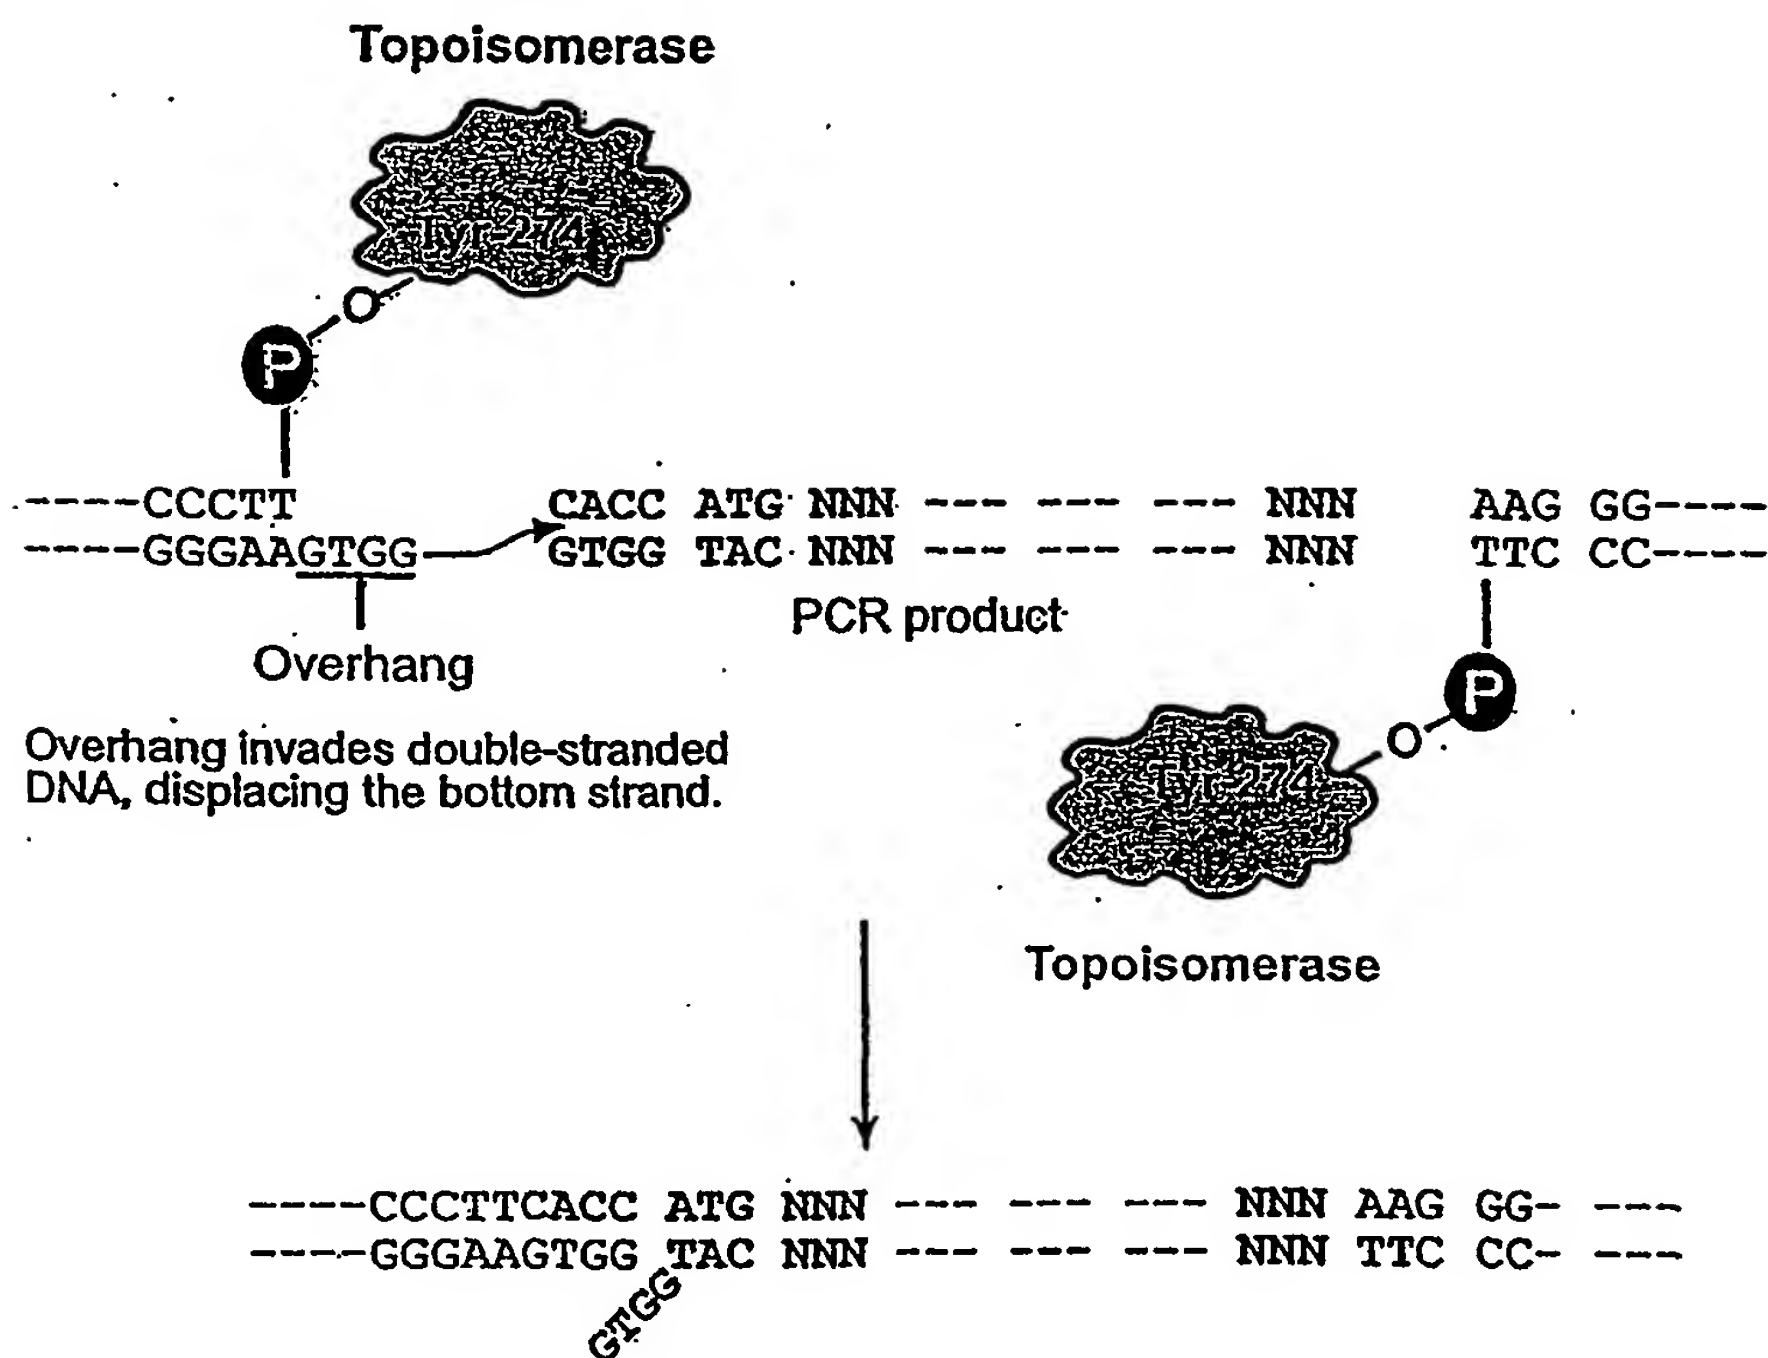 Topoisomerase
Tyr-274
O
P
----CCCTT CACC ATG NNN --- --- --- NNN AAG GG----
----GGGAAGTGG GTGG TAC NNN --- --- --- NNN TTC CC----
PCR product
Overhang
P
O
Overhang invades double-stranded
DNA, displacing the bottom strand.
Tyr-274
Topoisomerase
----CCCTTCACC ATG NNN --- --- --- NNN AAG GG- ---
----GGGAAGTGG TAC NNN --- --- --- NNN TTC CC- ---
GTGG